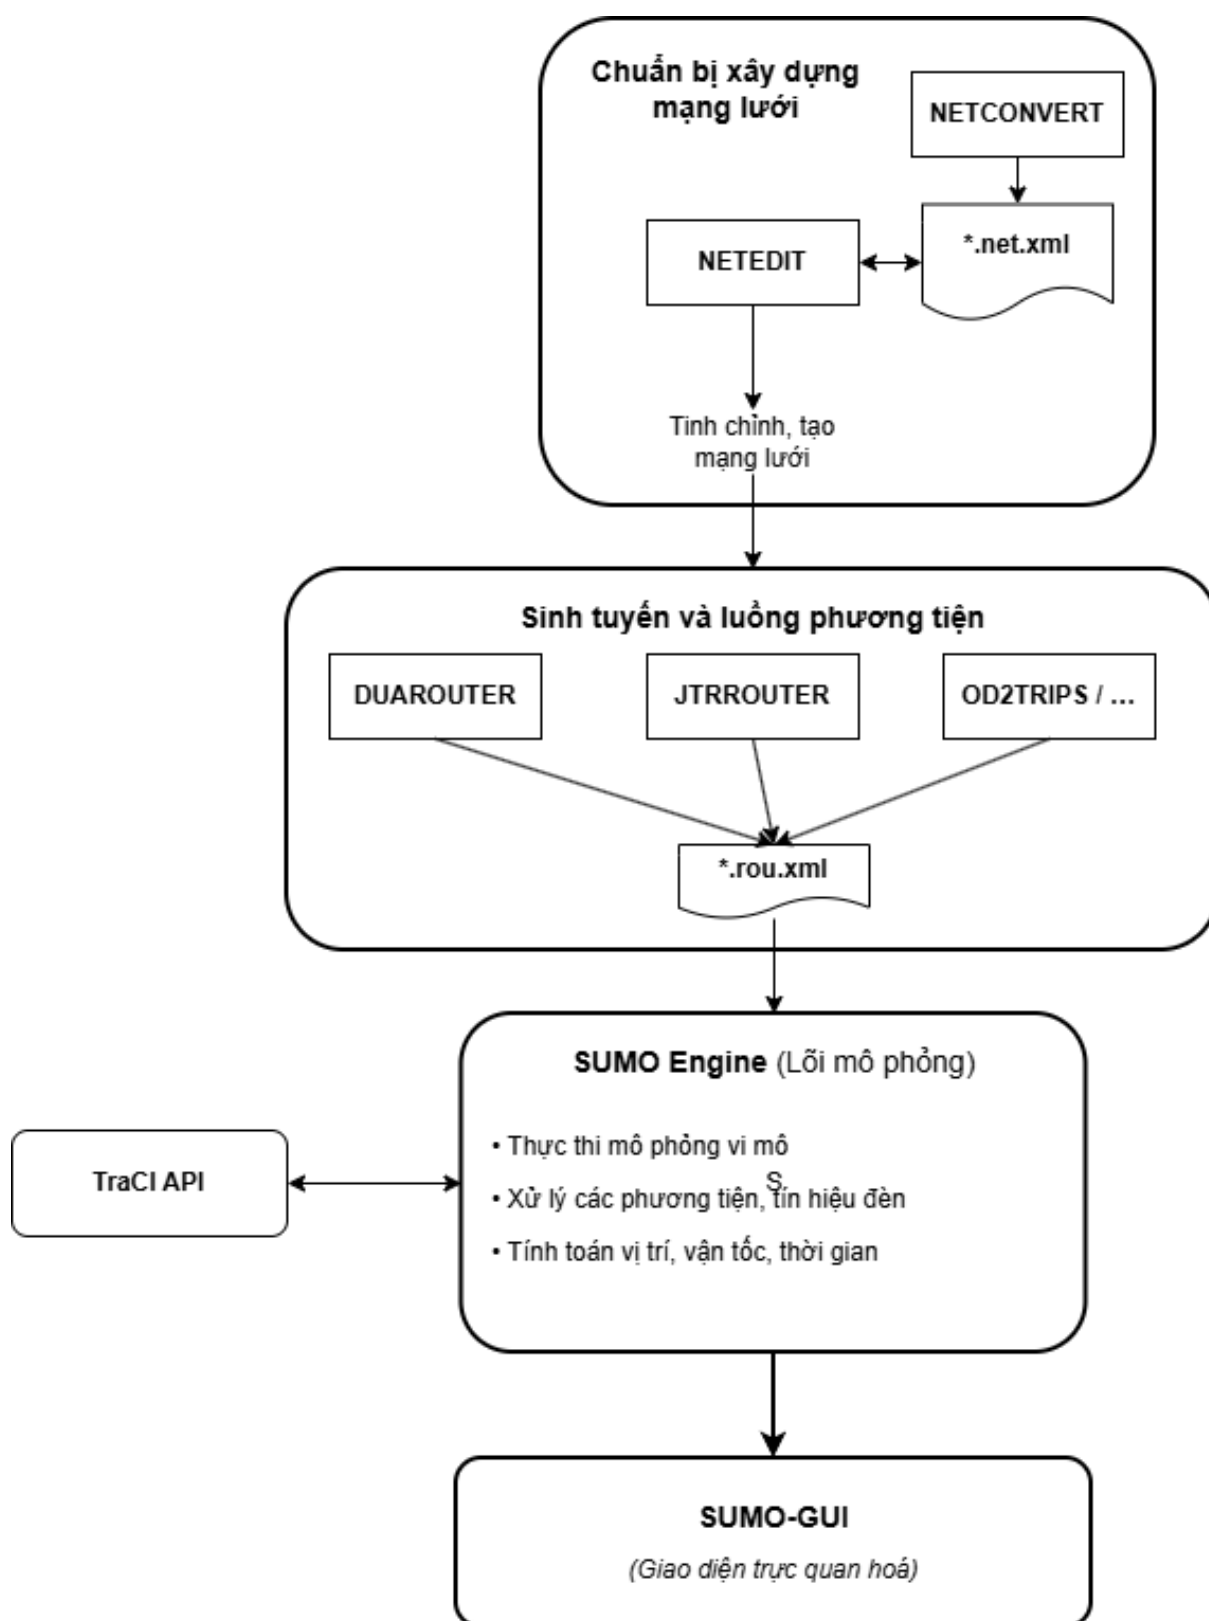 Chuẩn bị xây dựng
mạng lưới
NETCONVERT
*.net.xml
NETEDIT
Tinh chỉnh, tạo
mạng lưới
Sinh tuyến và luồng phương tiện
DUAROUTER
JTRROUTER
OD2TRIPS / ...
*.rou.xml
SUMO Engine (Lõi mô phỏng)
• Thực thi mô phỏng vi mô
S
• Xử lý các phương tiện, tín hiệu đèn
• Tính toán vị trí, vận tốc, thời gian
TraCI API
SUMO-GUI
(Giao diện trực quan hoá)